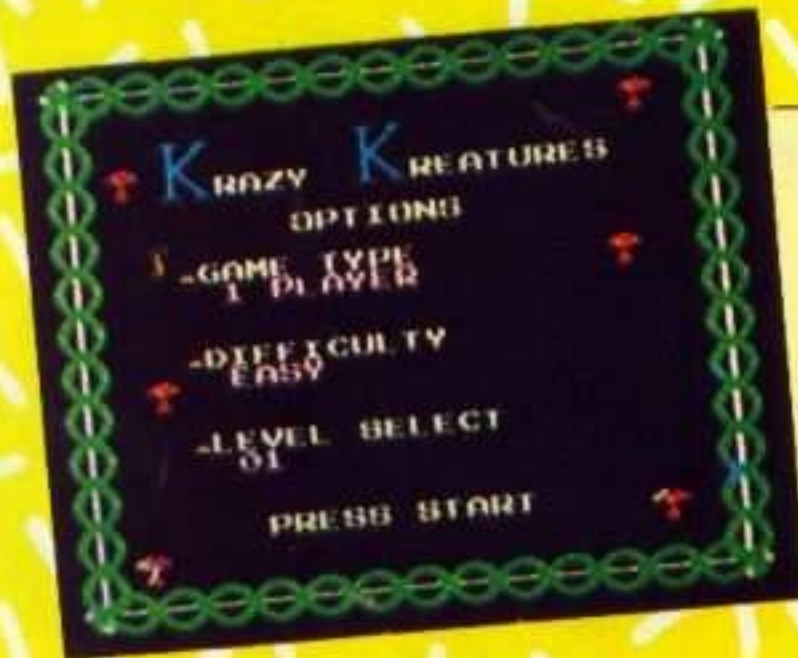 KRAZY KREATURES
OPTIONS
-GAME TYPE
1 PLAYER
-DIFFICULTY
EASY
-LEVEL SELECT
01
PRESS START